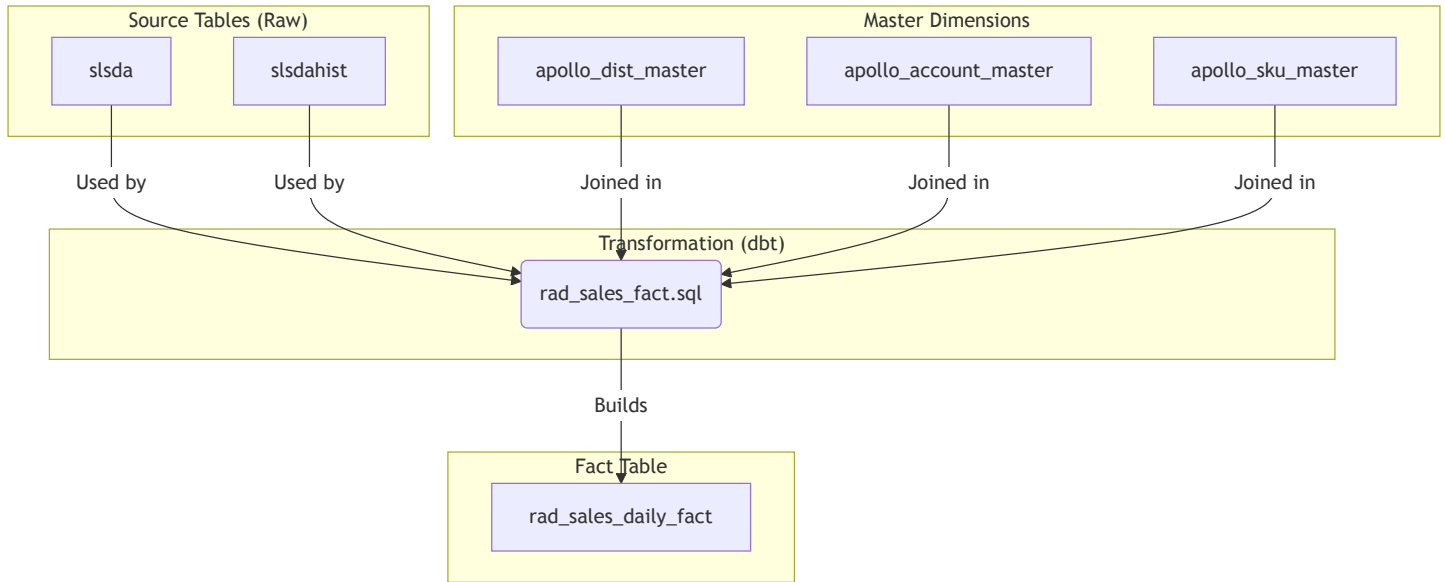 Source Tables (Raw)
Master Dimensions
slsda
slsdahist
apollo_dist_master
apollo_account_master
apollo_sku_master
Used by
Used by
Joined in
Joined in
Joined in
Transformation (dbt)
rad_sales_fact.sql
Builds
Fact Table
rad_sales_daily_fact